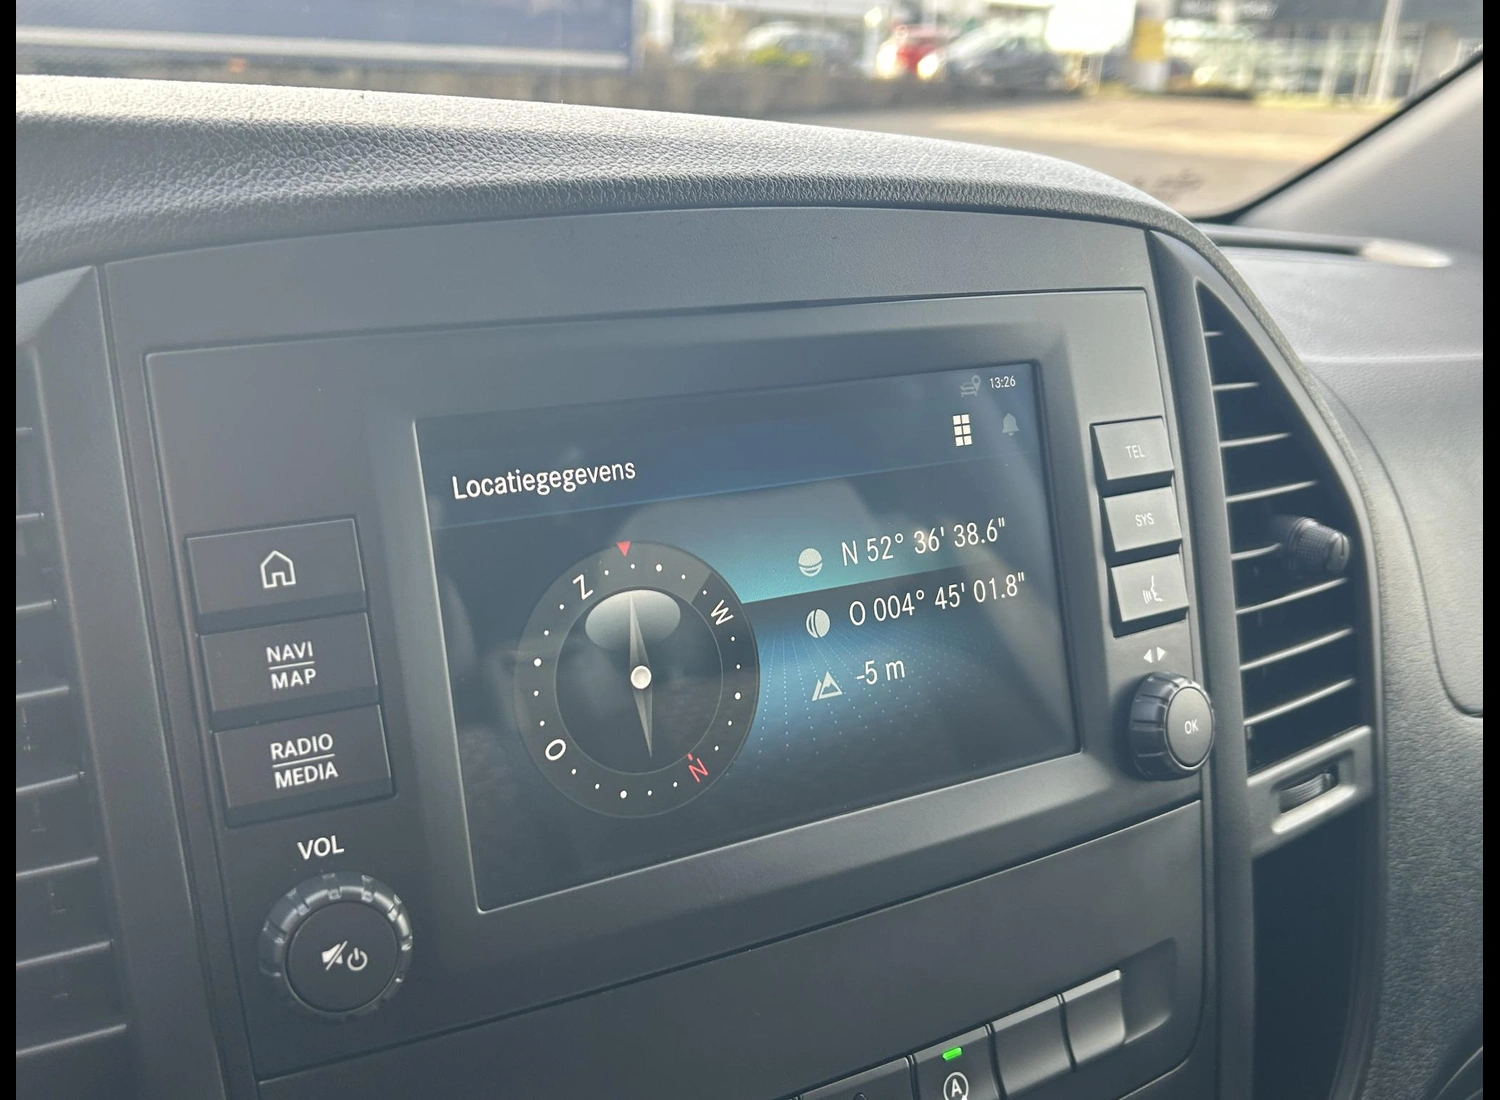 13:26
Locatiegegevens
N 52° 36' 38.6"
O 004° 45' 01.8"
-5 m
Z
W
O
N
NAVI
MAP
RADIO
MEDIA
VOL
TEL
SYS
OK
A